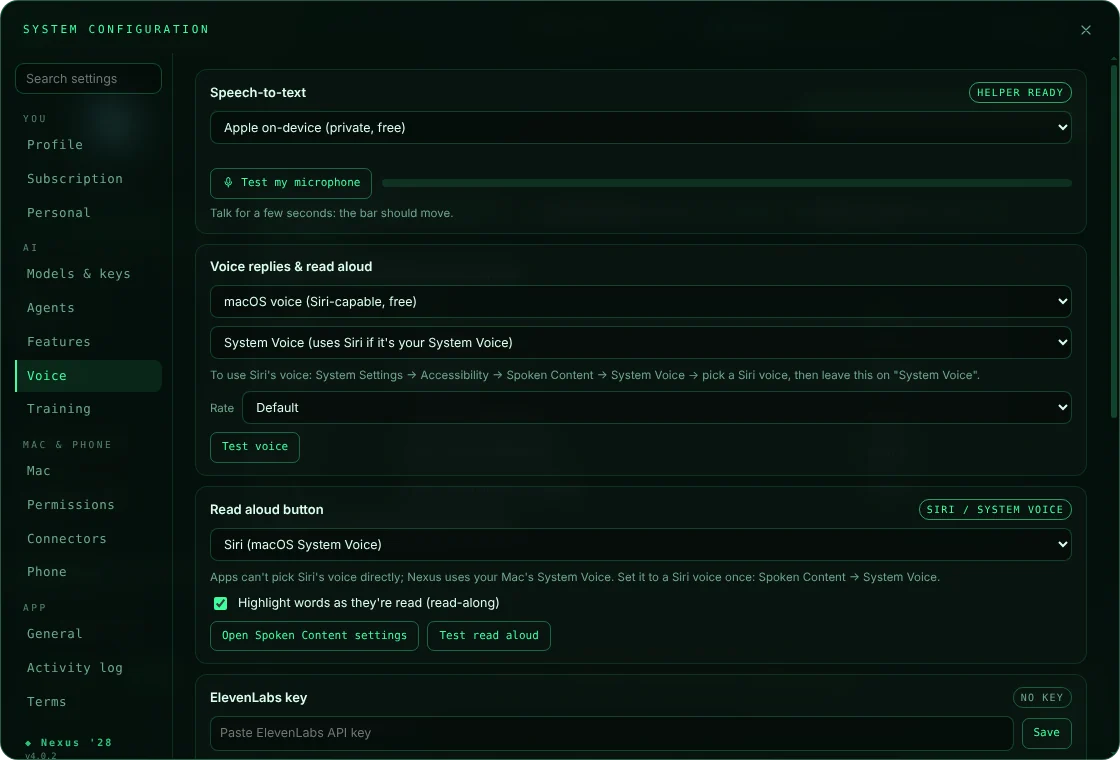 SYSTEM CONFIGURATION
Search settings
YOU
Profile
Subscription
Personal
AI
Models & keys
Agents
Features
Voice
Training
MAC & PHONE
Mac
Permissions
Connectors
Phone
APP
General
Activity log
Terms
◆ Nexus '28
v4.0.2
Speech-to-text
HELPER READY
Apple on-device (private, free)
Test my microphone
Talk for a few seconds: the bar should move.
Voice replies & read aloud
macOS voice (Siri-capable, free)
System Voice (uses Siri if it's your System Voice)
To use Siri's voice: System Settings → Accessibility → Spoken Content → System Voice → pick a Siri voice, then leave this on "System Voice".
Rate
Default
Test voice
Read aloud button
SIRI / SYSTEM VOICE
Siri (macOS System Voice)
Apps can't pick Siri's voice directly; Nexus uses your Mac's System Voice. Set it to a Siri voice once: Spoken Content → System Voice.
Highlight words as they're read (read-along)
Open Spoken Content settings
Test read aloud
ElevenLabs key
NO KEY
Paste ElevenLabs API key
Save